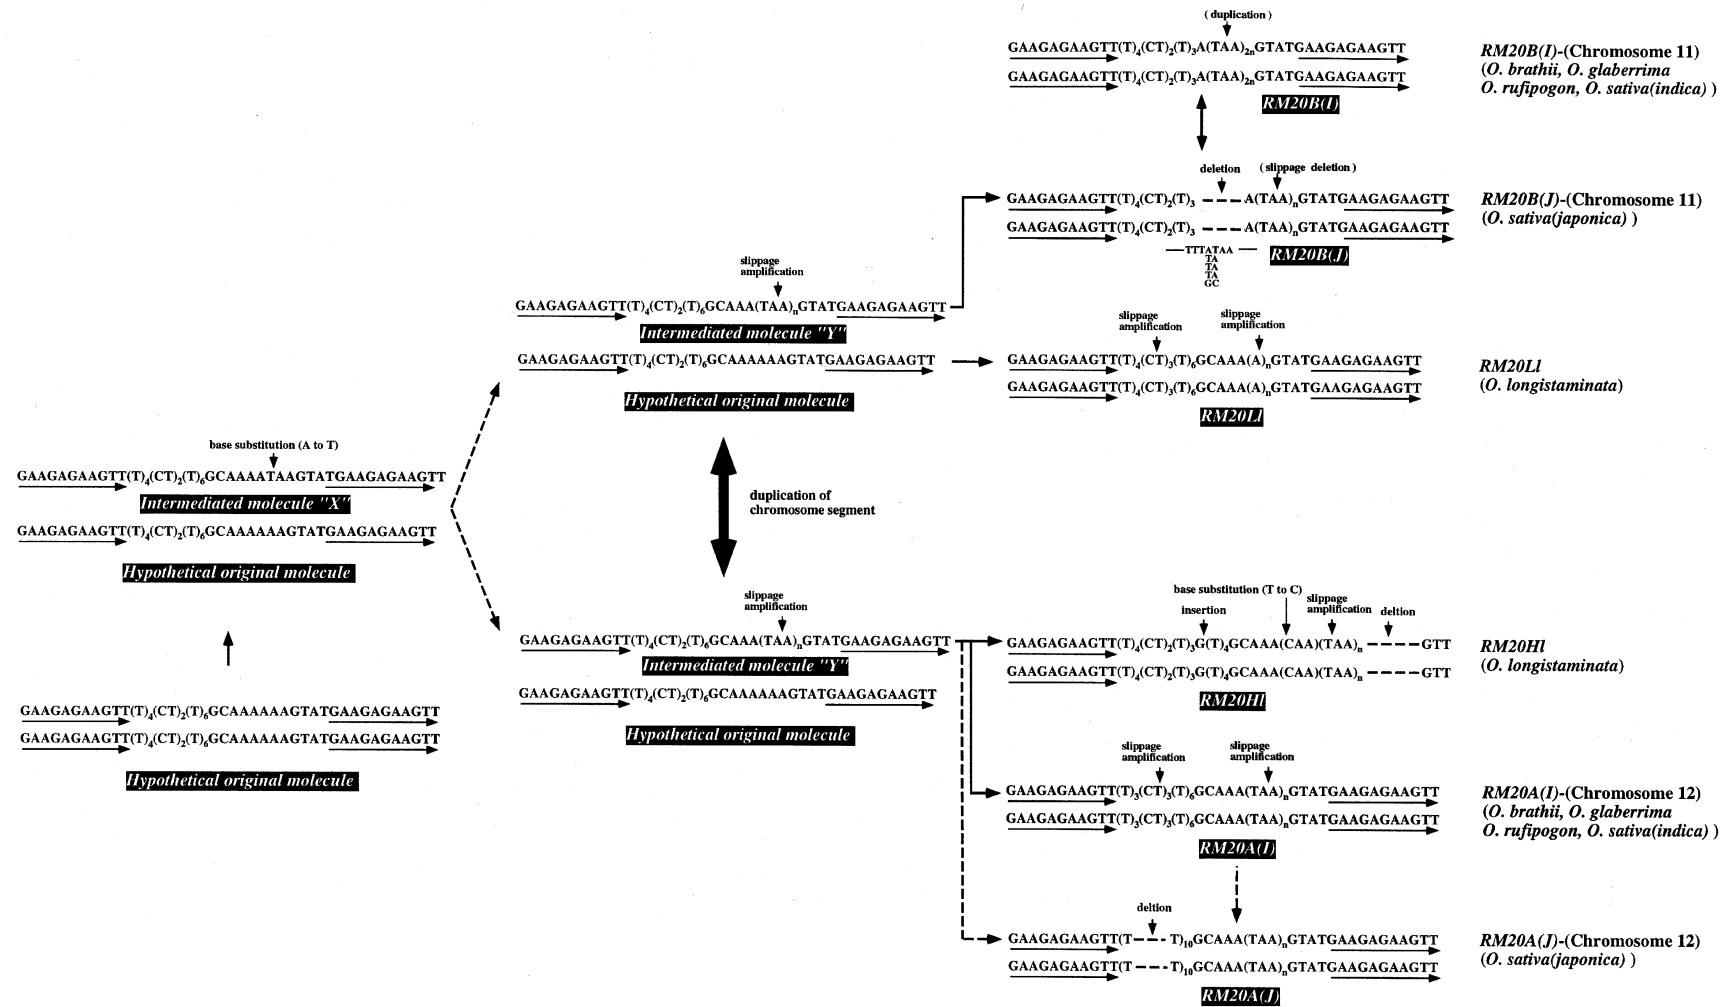 ( duplication )
GAAGAGAAGTT(T)4(CT)2(T)3A(TAA)2nGTATGAAGAGAAGTT
GAAGAGAAGTT(T)4(CT)2(T)3A(TAA)2nGTATGAAGAGAAGTT
RM20B(I)
RM20B(I)-(Chromosome 11)
(O. brathii, O. glaberrima
O. rufipogon, O. sativa(indica) )
deletion
(slippage deletion)
GAAGAGAAGTT(T)4(CT)2(T)3 ---A(TAA)nGTATGAAGAGAAGTT
GAAGAGAAGTT(T)4(CT)2(T)3 ---A(TAA)nGTATGAAGAGAAGTT
—TTTATAA —
TA
TA
TA
GC
RM20B(J)
RM20B(J)-(Chromosome 11)
(O. sativa(japonica) )
slippage
amplification
GAAGAGAAGTT(T)4(CT)2(T)6GCAAA(TAA)nGTATGAAGAGAAGTT
Intermediated molecule "Y"
GAAGAGAAGTT(T)4(CT)2(T)6GCAAAAAAGTATGAAGAGAAGTT
Hypothetical original molecule
slippage
amplification
slippage
amplification
GAAGAGAAGTT(T)4(CT)3(T)6GCAAA(A)nGTATGAAGAGAAGTT
GAAGAGAAGTT(T)4(CT)3(T)6GCAAA(A)nGTATGAAGAGAAGTT
RM20Ll
RM20Ll
(O. longistaminata)
base substitution (A to T)
GAAGAGAAGTT(T)4(CT)2(T)6GCAAAATAAGTATGAAGAGAAGTT
Intermediated molecule "X"
GAAGAGAAGTT(T)4(CT)2(T)6GCAAAAAAGTATGAAGAGAAGTT
Hypothetical original molecule
GAAGAGAAGTT(T)4(CT)2(T)6GCAAAAAAGTATGAAGAGAAGTT
GAAGAGAAGTT(T)4(CT)2(T)6GCAAAAAAGTATGAAGAGAAGTT
Hypothetical original molecule
duplication of
chromosome segment
slippage
amplification
GAAGAGAAGTT(T)4(CT)2(T)6GCAAA(TAA)nGTATGAAGAGAAGTT
Intermediated molecule "Y"
GAAGAGAAGTT(T)4(CT)2(T)6GCAAAAAAGTATGAAGAGAAGTT
Hypothetical original molecule
base substitution (T to C)
insertion
slippage
amplification
deltion
GAAGAGAAGTT(T)4(CT)2(T)3G(T)4GCAAA(CAA)(TAA)n ----GTT
GAAGAGAAGTT(T)4(CT)2(T)3G(T)4GCAAA(CAA)(TAA)n ----GTT
RM20Hl
RM20Hl
(O. longistaminata)
slippage
amplification
slippage
amplification
GAAGAGAAGTT(T)3(CT)3(T)6GCAAA(TAA)nGTATGAAGAGAAGTT
GAAGAGAAGTT(T)3(CT)3(T)6GCAAA(TAA)nGTATGAAGAGAAGTT
RM20A(I)
RM20A(I)-(Chromosome 12)
(O. brathii, O. glaberrima
O. rufipogon, O. sativa(indica) )
deltion
GAAGAGAAGTT(T---- T)10GCAAA(TAA)nGTATGAAGAGAAGTT
GAAGAGAAGTT(T---- T)10GCAAA(TAA)nGTATGAAGAGAAGTT
RM20A(J)
RM20A(J)-(Chromosome 12)
(O. sativa(japonica) )